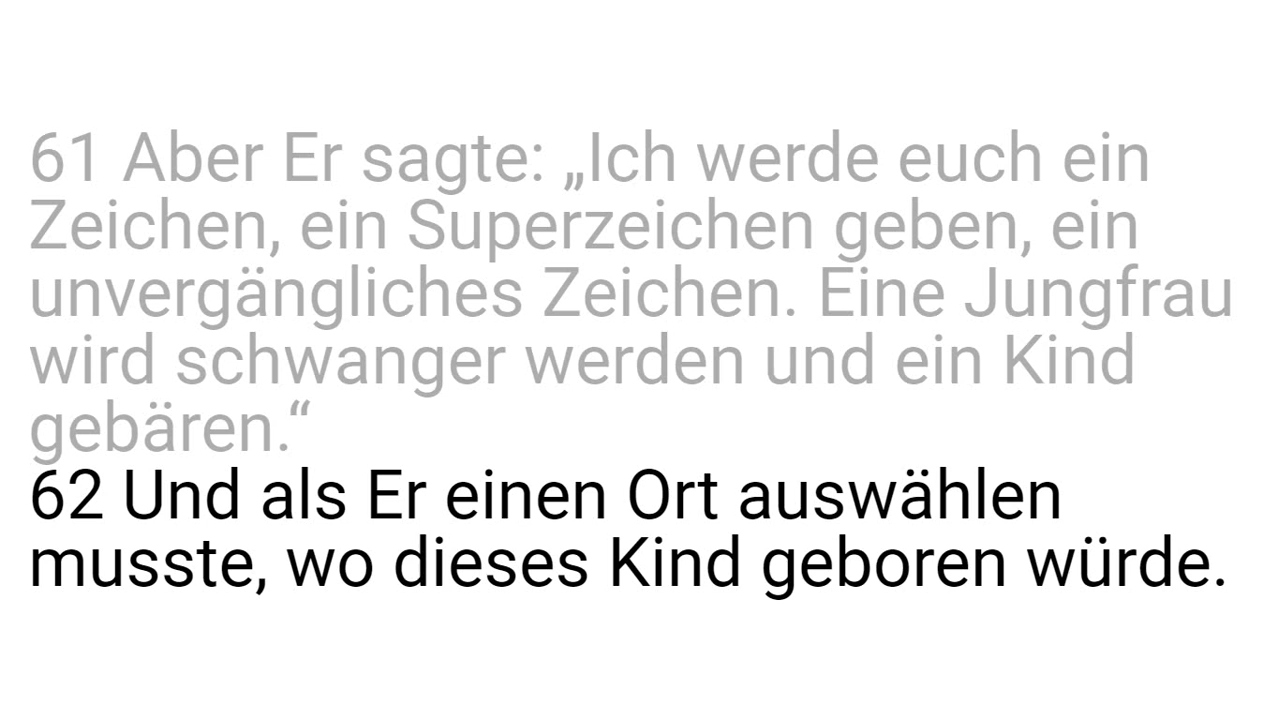 61 Aber Er sagte: „Ich werde euch ein
Zeichen, ein Superzeichen geben, ein
unvergängliches Zeichen. Eine Jungfrau
wird schwanger werden und ein Kind
gebären.“
62 Und als Er einen Ort auswählen
musste, wo dieses Kind geboren würde.